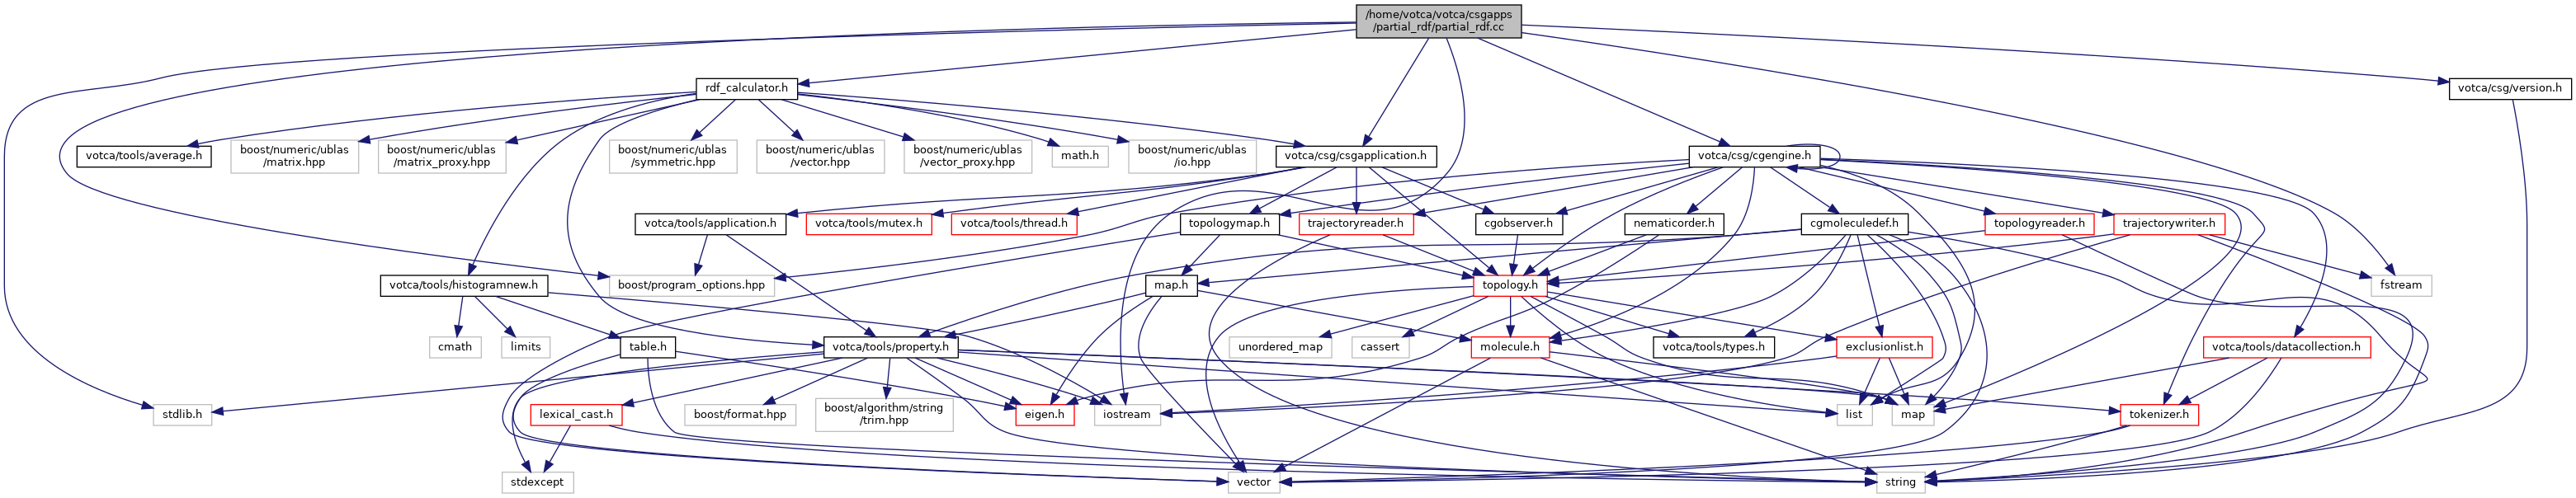 /home/votca/votca/csgapps
/partial_rdf/partial_rdf.cc
rdf_calculator.h
votca/csg/version.h
votca/tools/average.h
boost/numeric/ublas
/matrix.hpp
boost/numeric/ublas
/matrix_proxy.hpp
boost/numeric/ublas
/symmetric.hpp
boost/numeric/ublas
/vector.hpp
boost/numeric/ublas
/vector_proxy.hpp
math.h
boost/numeric/ublas
/io.hpp
votca/csg/csgapplication.h
votca/csg/cgengine.h
votca/tools/application.h
votca/tools/mutex.h
votca/tools/thread.h
topologymap.h
trajectoryreader.h
cgobserver.h
nematicorder.h
cgmoleculedef.h
topologyreader.h
trajectorywriter.h
votca/tools/histogramnew.h
boost/program_options.hpp
map.h
topology.h
fstream
cmath
limits
table.h
votca/tools/property.h
unordered_map
cassert
molecule.h
votca/tools/types.h
exclusionlist.h
votca/tools/datacollection.h
stdlib.h
lexical_cast.h
boost/format.hpp
boost/algorithm/string
/trim.hpp
eigen.h
iostream
list
map
tokenizer.h
stdexcept
vector
string